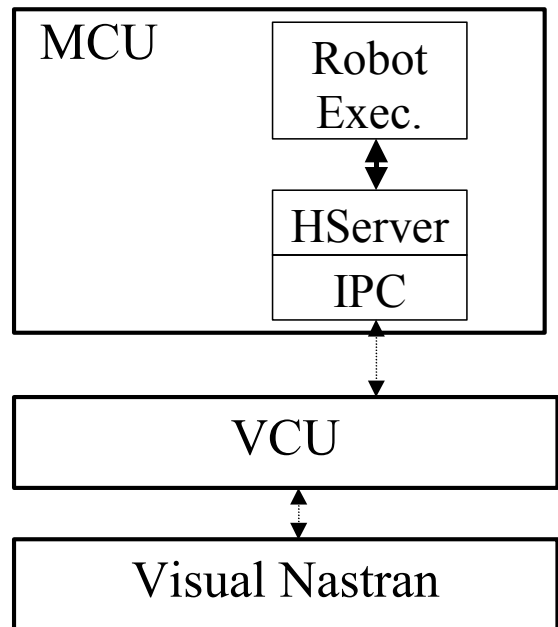 MCU
Robot
Exec.
HServer
IPC
VCU
Visual Nastran